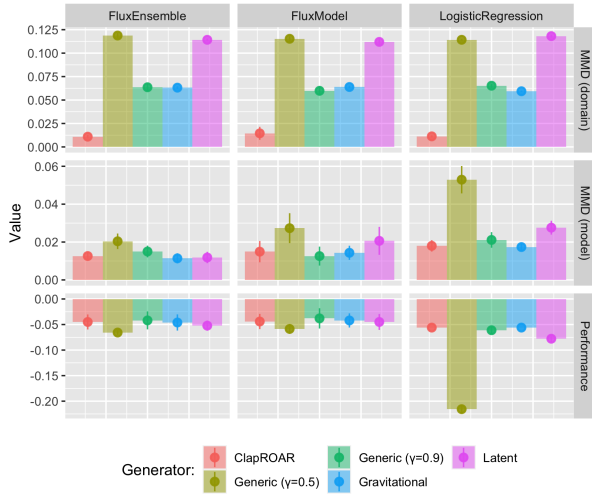 FluxEnsemble FluxModel LogisticRegression
0.125
0.100
0.075
0.050
0.025
0.000
MMD (domain)
0.06
0.04
0.02
0.00
MMD (model)
0.00
-0.05
-0.10
-0.15
-0.20
Performance
Value
Generator:
ClapROAR
Generic (γ=0.5)
Generic (γ=0.9)
Gravitational
Latent